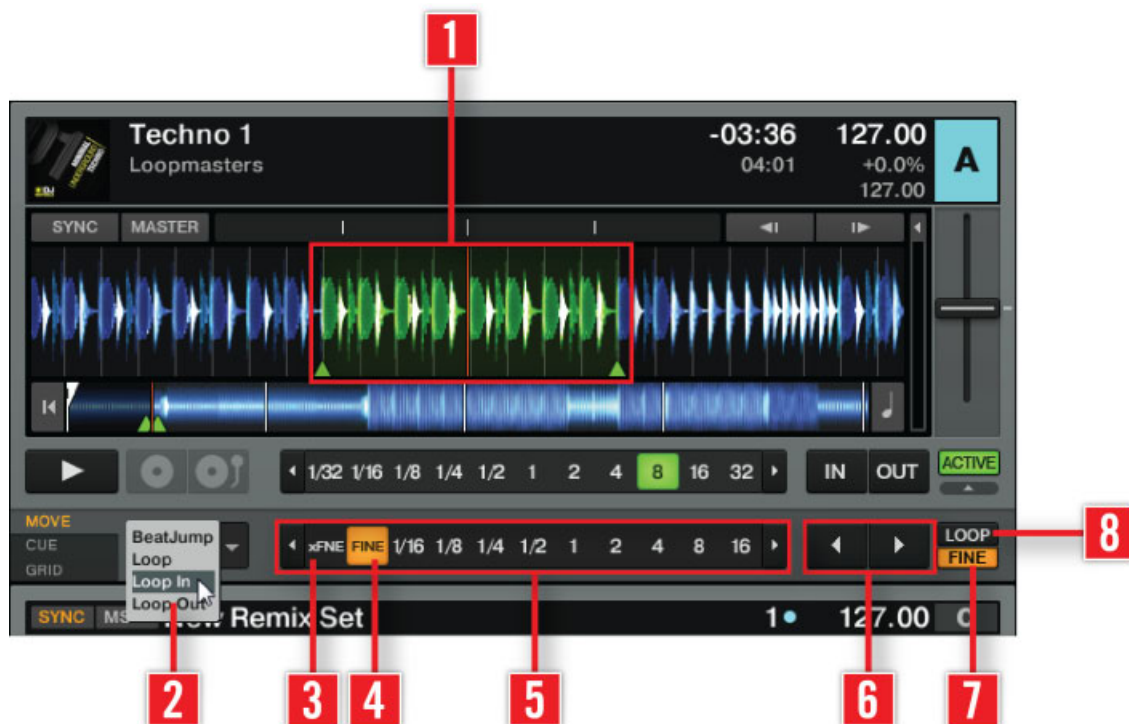 1
Techno 1 -03:36 127.00 A
Loopmasters 04:01 +0.0%
127.00
SYNC MASTER
1/32 1/16 1/8 1/4 1/2 1 2 4 8 16 32 IN OUT ACTIVE
MOVE
CUE
GRID
BeatJump
Loop
Loop In
Loop Out
xFNE FINE 1/16 1/8 1/4 1/2 1 2 4 8 16
LOOP
FINE
8
SYNC Remix Set 1 127.00 C
2 3 4 5 6 7